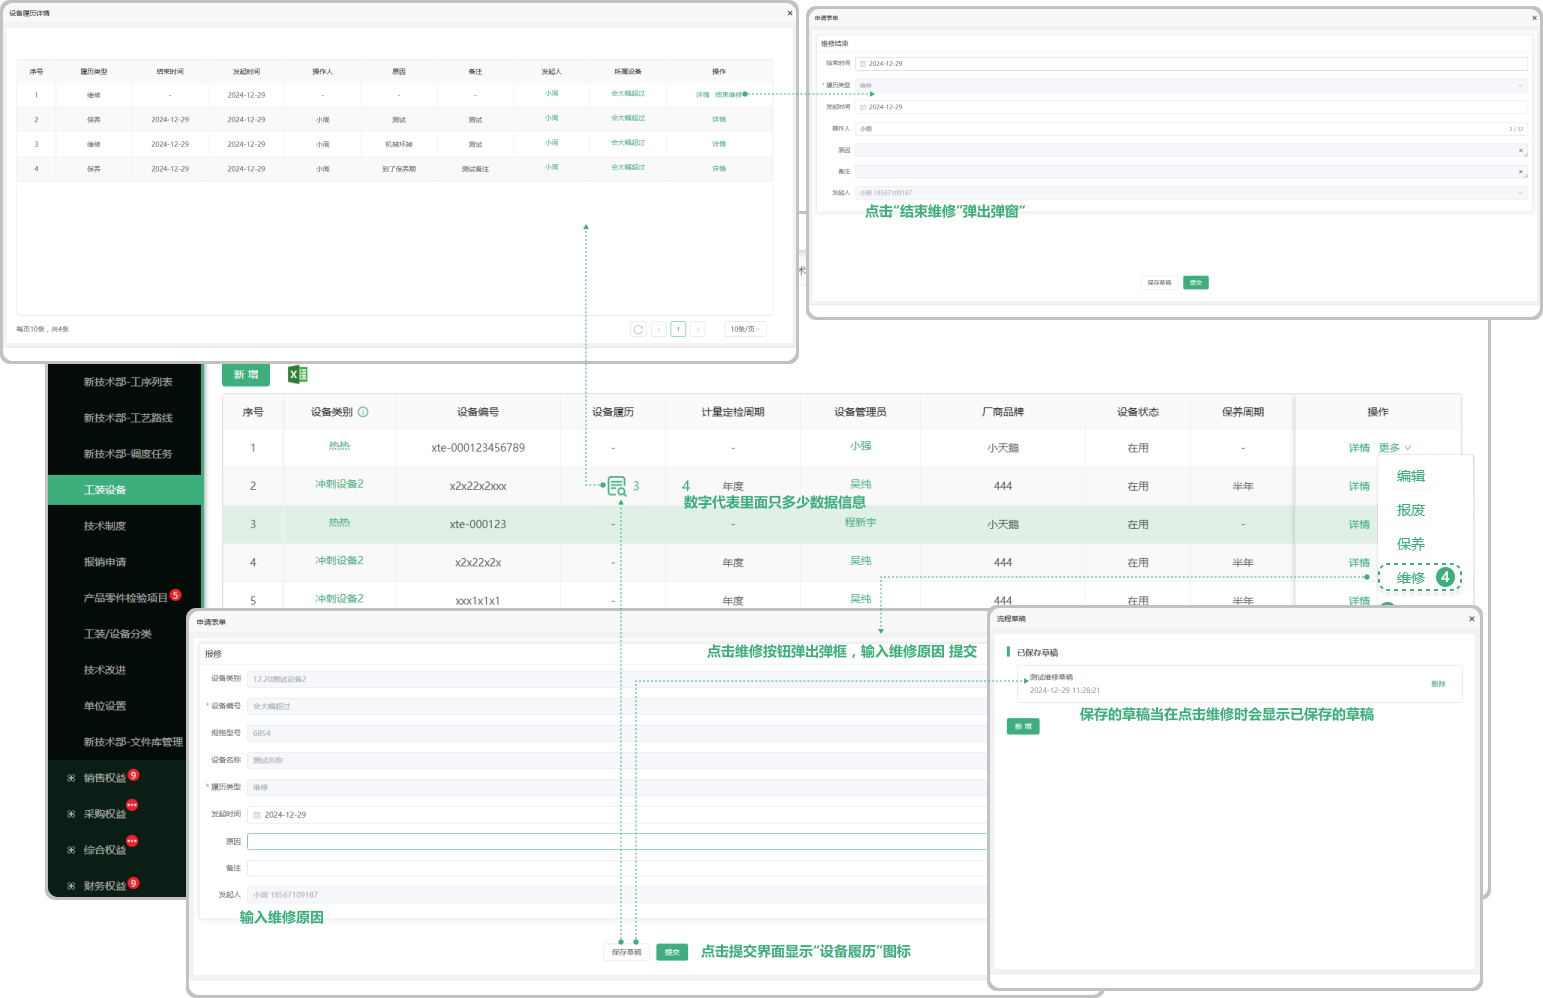 设备履历详情 ×
序号 履历类型 结束时间 发起时间 操作人 原因 备注 发起人 所属设备 操作
1 维修 - 2024-12-29 - - - 小周 会大幅超过 详情 结束维修
2 保养 2024-12-29 2024-12-29 小周 测试 测试 小周 会大幅超过 详情
3 维修 2024-12-29 2024-12-29 小周 机械坏掉 测试 小周 会大幅超过 详情
4 保养 2024-12-29 2024-12-29 小周 到了保养期 测试备注 小周 会大幅超过 详情
每页10条，共4条
< 1 > 10条/页
申请表单 ×
维修结束
结束时间 2024-12-29
* 履历类型 维修
发起时间 2024-12-29
操作人 小周 2 / 32
原因 ×
备注 ×
发起人 小周 18567109187
点击“结束维修”弹出弹窗“
保存草稿 提交
术
新技术部-工序列表
新技术部-工艺路线
新技术部-调度任务
工装设备
技术制度
报销申请
产品零件检验项目 5
工装/设备分类
技术改进
单位设置
新技术部-文件库管理
销售权益 9
采购权益 •••
综合权益 •••
财务权益 9
新 增 X
序号 设备类别 设备编号 设备履历 计量定检周期 设备管理员 厂商品牌 设备状态 保养周期 操作
1 热热 xte-000123456789 - - 小强 小天鹅 在用 - 详情 更多
2 冲刺设备2 x2x22x2xxx 3 4 年度 吴纯 444 在用 半年 详情
数字代表里面只多少数据信息
3 热热 xte-000123 - - 程新宇 小天鹅 在用 - 详情
4 冲刺设备2 x2x22x2x - 年度 吴纯 444 在用 半年 详情
5 冲刺设备2 xxx1x1x1 - 年度 吴纯 444 在用 半年 详情
编辑
报废
保养
维修 4
申请表单
报修
点击维修按钮弹出弹框，输入维修原因 提交
设备类别 12.20测试设备2
* 设备编号 会大幅超过
规格型号 6854
设备名称 测试名称
* 履历类型 维修
发起时间 2024-12-29
原因
备注
发起人 小周 18567109187
输入维修原因
保存草稿 提交 点击提交界面显示“设备履历”图标
流程草稿 ×
已保存草稿
测试维修草稿
2024-12-29 11:28:21 删除
保存的草稿当在点击维修时会显示已保存的草稿
新 增